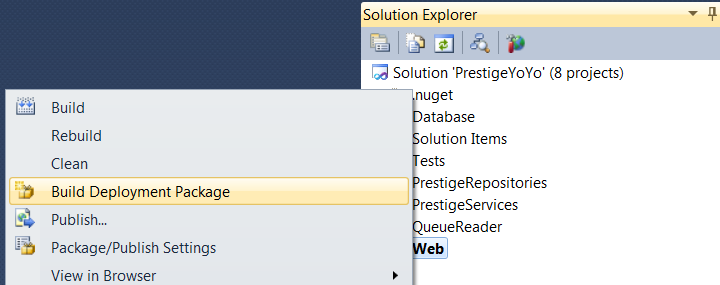 Solution Explorer
Solution 'PrestigeYoYo' (8 projects)
.nuget
Database
Solution Items
Tests
PrestigeRepositories
PrestigeServices
QueueReader
Web
Build
Rebuild
Clean
Build Deployment Package
Publish...
Package/Publish Settings
View in Browser